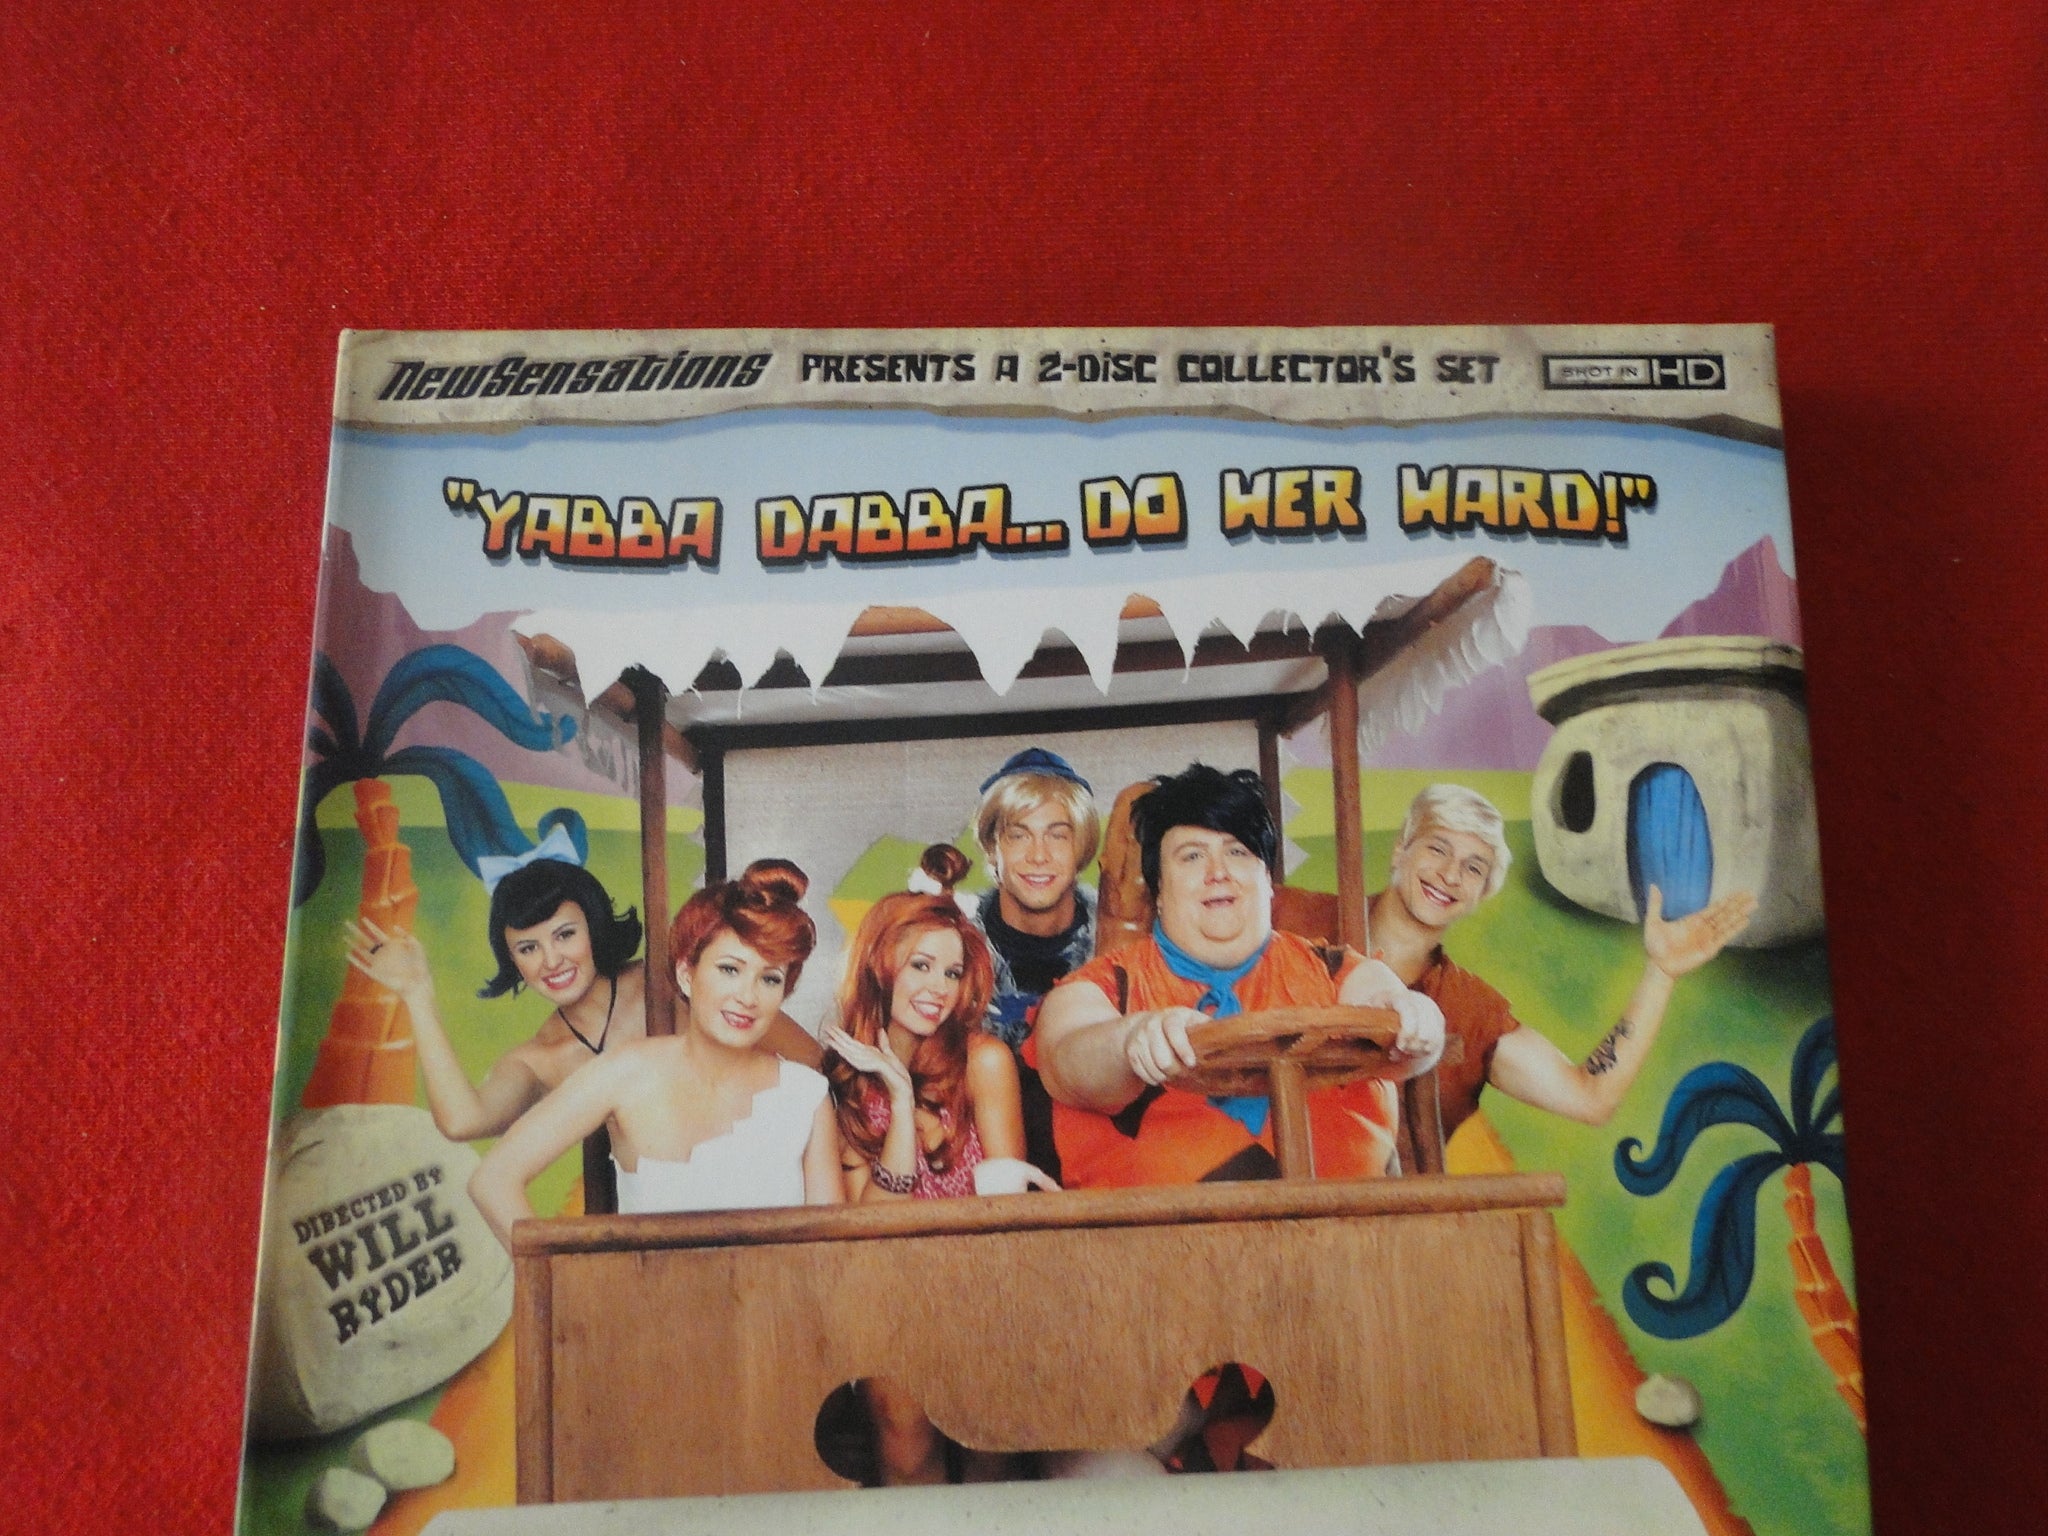 NewSensations PRESENTS A 2-DISC COLLECTOR'S SET SHOT IN HD
"YABBA DABBA... DO HER HARD!"
DIRECTED BY
WILL
RYDER